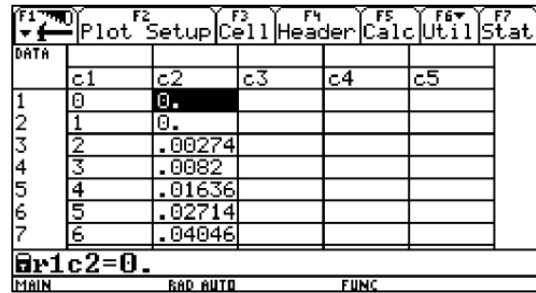 F1 F2 F3 F4 F5 F6 F7
Plot Setup Cell Header Calc Util Stat
DATA
c1 c2 c3 c4 c5
1 0 0.
2 1 0.
3 2 .00274
4 3 .0082
5 4 .01636
6 5 .02714
7 6 .04046
r1c2=0.
MAIN RAD AUTO FUNC